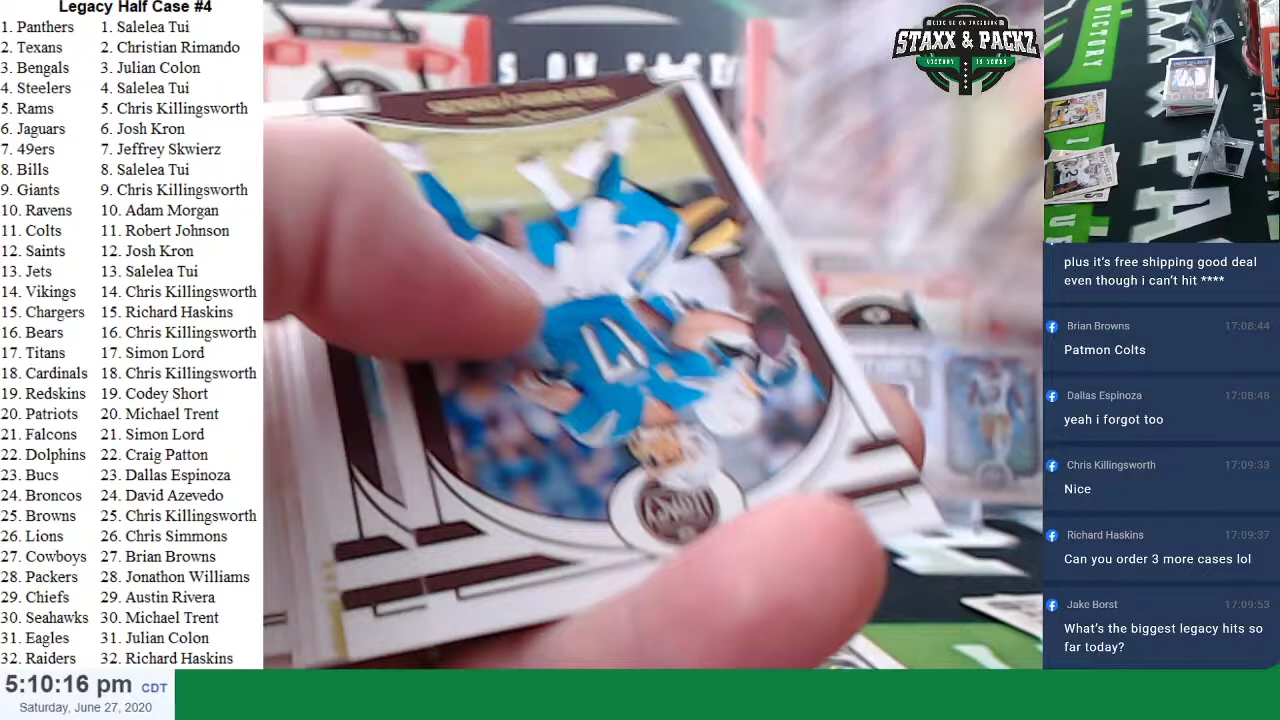 Legacy Half Case #4
1. Panthers 1. Salelea Tui
2. Texans 2. Christian Rimando
3. Bengals 3. Julian Colon
4. Steelers 4. Salelea Tui
5. Rams 5. Chris Killingsworth
6. Jaguars 6. Josh Kron
7. 49ers 7. Jeffrey Skwierz
8. Bills 8. Salelea Tui
9. Giants 9. Chris Killingsworth
10. Ravens 10. Adam Morgan
11. Colts 11. Robert Johnson
12. Saints 12. Josh Kron
13. Jets 13. Salelea Tui
14. Vikings 14. Chris Killingsworth
15. Chargers 15. Richard Haskins
16. Bears 16. Chris Killingsworth
17. Titans 17. Simon Lord
18. Cardinals 18. Chris Killingsworth
19. Redskins 19. Codey Short
20. Patriots 20. Michael Trent
21. Falcons 21. Simon Lord
22. Dolphins 22. Craig Patton
23. Bucs 23. Dallas Espinoza
24. Broncos 24. David Azevedo
25. Browns 25. Chris Killingsworth
26. Lions 26. Chris Simmons
27. Cowboys 27. Brian Browns
28. Packers 28. Jonathon Williams
29. Chiefs 29. Austin Rivera
30. Seahawks 30. Michael Trent
31. Eagles 31. Julian Colon
32. Raiders 32. Richard Haskins
5:10:16 pm CDT
Saturday, June 27, 2020
STAXX & PACKZ
VICTORY
plus it's free shipping good deal
even though i can't hit ****
Brian Browns 17:08:44
Patmon Colts
Dallas Espinoza 17:08:48
yeah i forgot too
Chris Killingsworth 17:09:33
Nice
Richard Haskins 17:09:37
Can you order 3 more cases lol
Jake Borst 17:09:53
What's the biggest legacy hits so
far today?
VICTORY